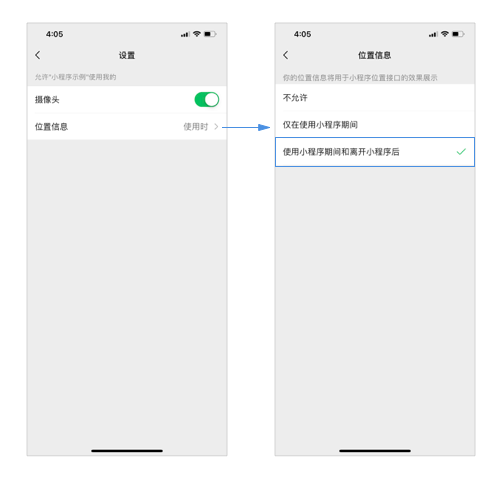 4:05
设置
允许"小程序示例"使用我的
摄像头
位置信息 使用时
4:05
位置信息
你的位置信息将用于小程序位置接口的效果展示
不允许
仅在使用小程序期间
使用小程序期间和离开小程序后